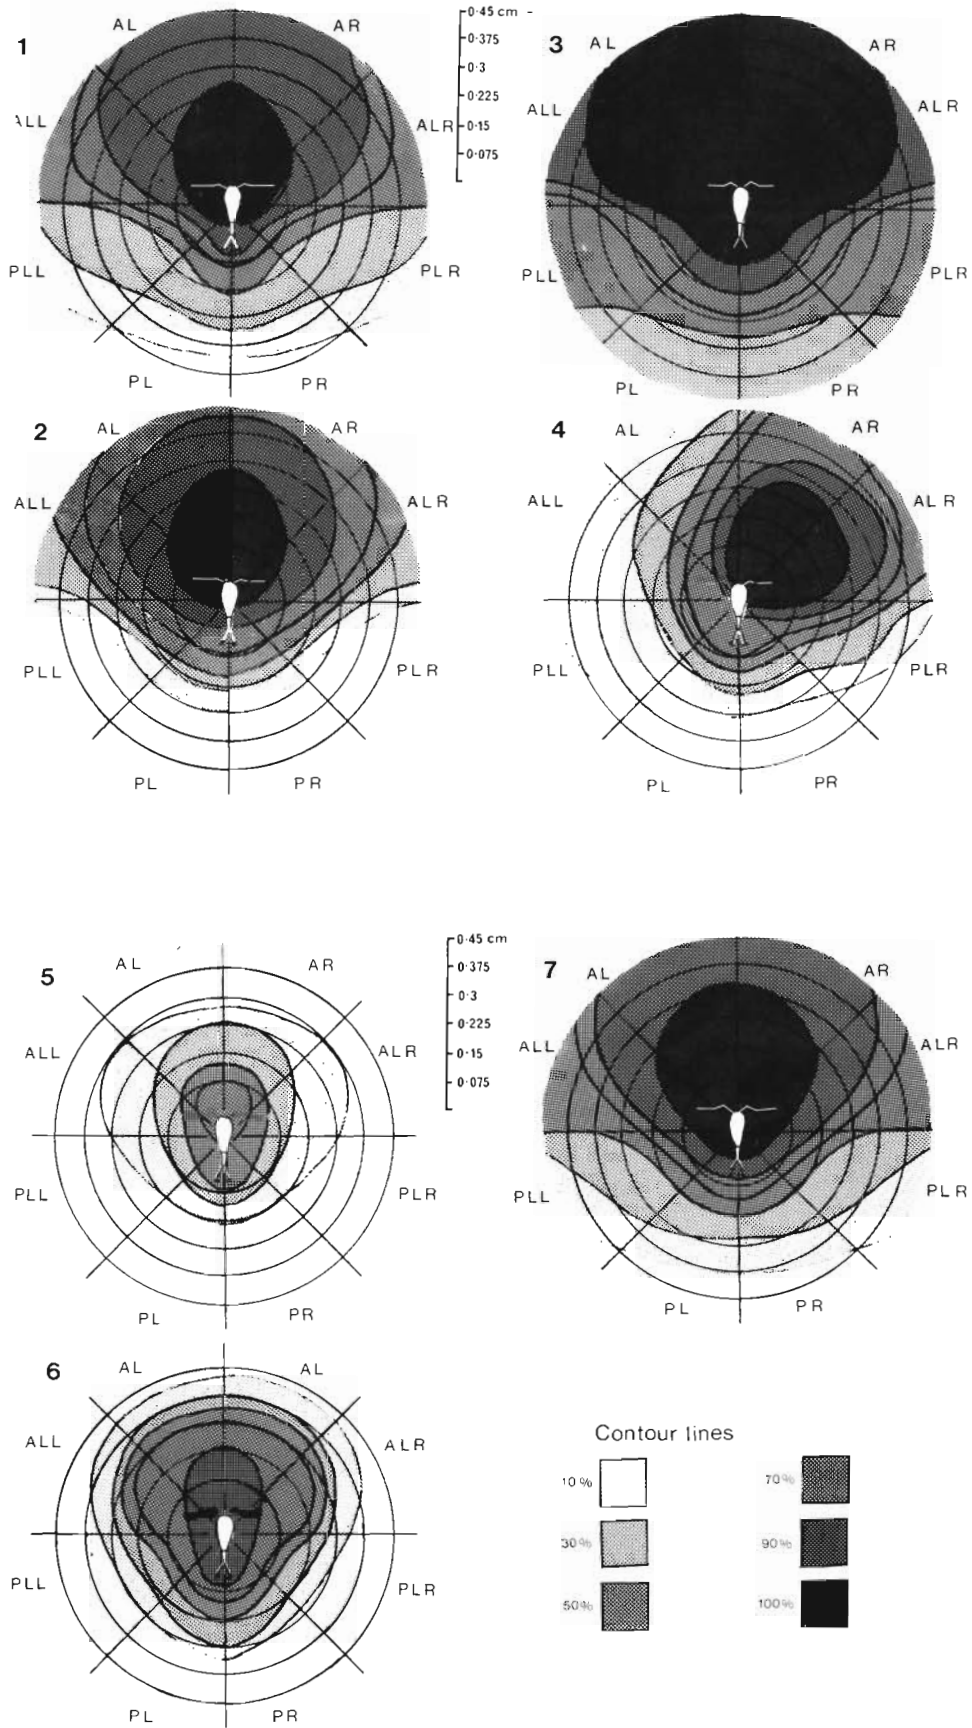 1
AL
AR
ALL
ALR
PLL
PLR
PL
PR
0·45 cm
0·375
0·3
0·225
0·15
0·075
3
AL
AR
ALL
ALR
PLL
PLR
PL
PR
2
AL
AR
ALL
ALR
PLL
PLR
PL
PR
4
AL
AR
ALL
ALR
PLL
PLR
PL
PR
5
AL
AR
ALL
ALR
PLL
PLR
PL
PR
0·45 cm
0·375
0·3
0·225
0·15
0·075
7
AL
AR
ALL
ALR
PLL
PLR
PL
PR
6
AL
AL
ALL
ALR
PLL
PLR
PL
PR
Contour lines
10%
30%
50%
70%
90%
100%